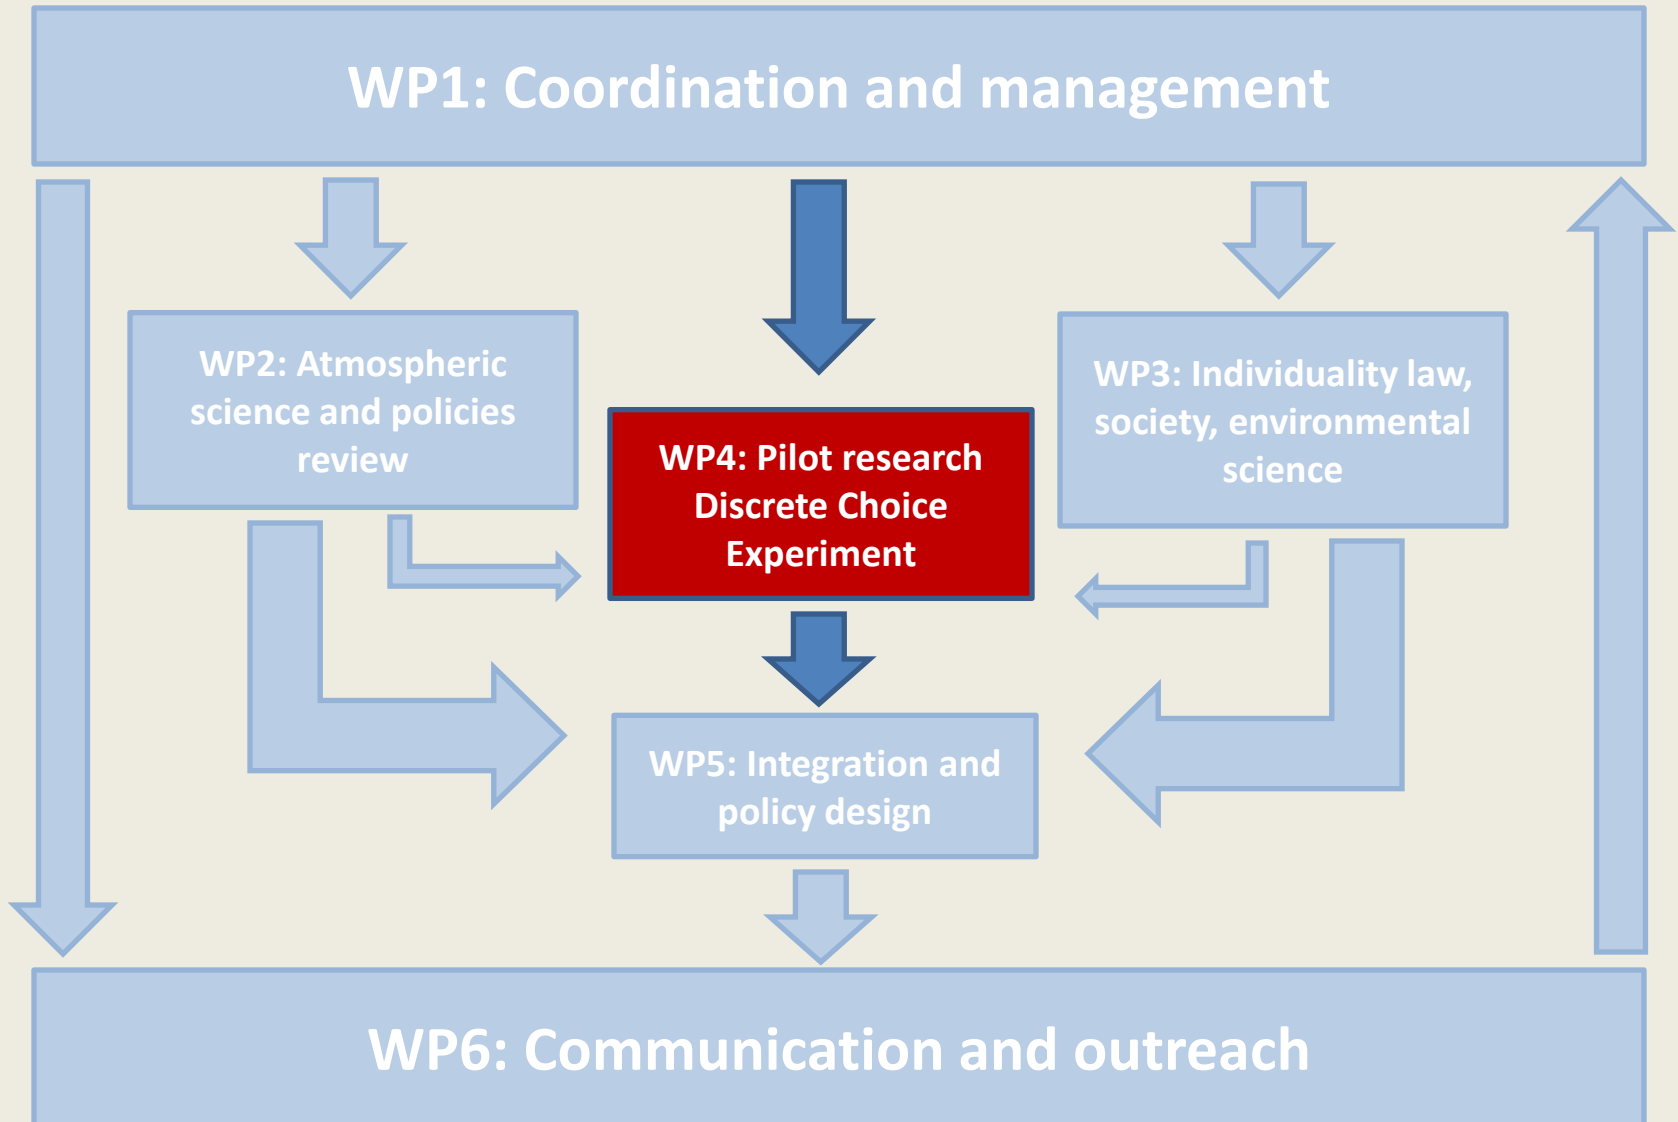 WP1: Coordination and management
WP2: Atmospheric
science and policies
review
WP4: Pilot research
Discrete Choice
Experiment
WP3: Individuality law,
society, environmental
science
WP5: Integration and
policy design
WP6: Communication and outreach